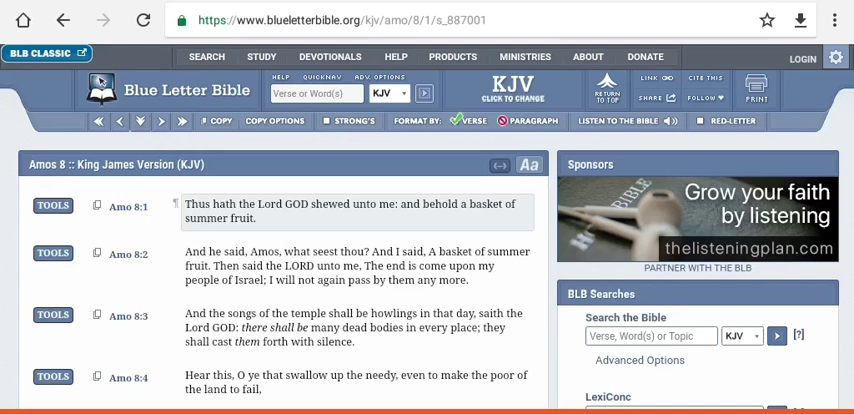 https://www.blueletterbible.org/kjv/amo/8/1/s_887001
BLB CLASSIC
SEARCH STUDY DEVOTIONALS HELP PRODUCTS MINISTRIES ABOUT DONATE
LOGIN
Blue Letter Bible
HELP QUICKNAV ADV. OPTIONS
Verse or Word(s)
KJV
KJV
CLICK TO CHANGE
RETURN
TO TOP
LINK
CITE THIS
SHARE
FOLLOW
PRINT
COPY COPY OPTIONS STRONG'S FORMAT BY: VERSE PARAGRAPH LISTEN TO THE BIBLE RED-LETTER
Amos 8 :: King James Version (KJV)
Aa
TOOLS Amo 8:1 ¶ Thus hath the Lord GOD shewed unto me: and behold a basket of
summer fruit.
TOOLS Amo 8:2 And he said, Amos, what seest thou? And I said, A basket of summer
fruit. Then said the LORD unto me, The end is come upon my
people of Israel; I will not again pass by them any more.
TOOLS Amo 8:3 And the songs of the temple shall be howlings in that day, saith the
Lord GOD: there shall be many dead bodies in every place; they
shall cast them forth with silence.
TOOLS Amo 8:4 Hear this, O ye that swallow up the needy, even to make the poor of
the land to fail,
Sponsors
BIBLE
Grow your faith
by listening
thelisteningplan.com
PARTNER WITH THE BLB
BLB Searches
Search the Bible
Verse, Word(s) or Topic
KJV
[?]
Advanced Options
LexiConc